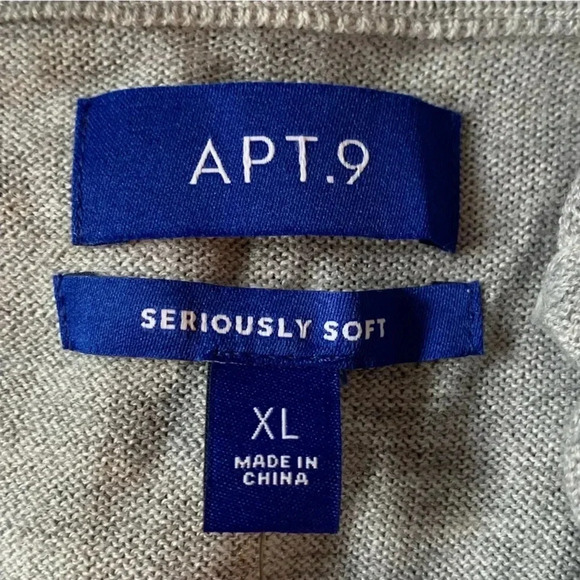 APT.9
SERIOUSLY SOFT
XL
MADE IN
CHINA